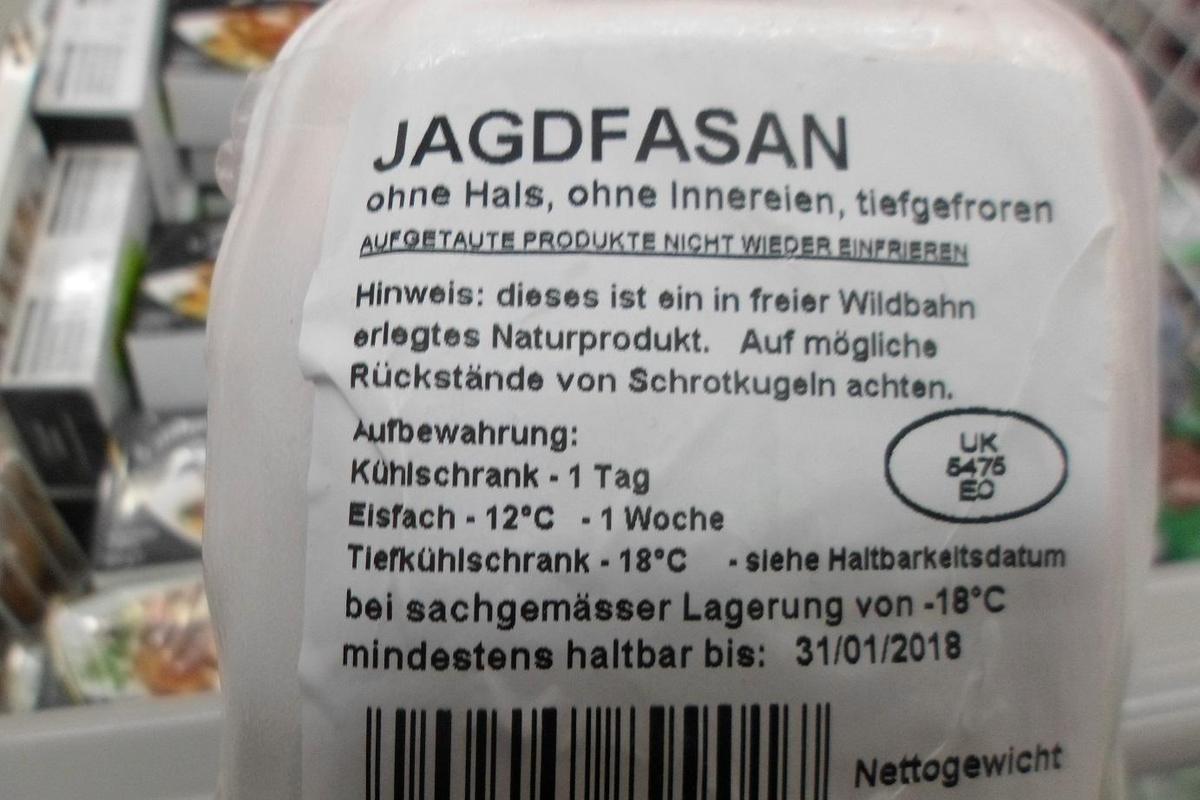 JAGDFASAN
ohne Hals, ohne Innereien, tiefgefroren
AUFGETAUTE PRODUKTE NICHT WIEDER EINFRIEREN
Hinweis: dieses ist ein in freier Wildbahn
erlegtes Naturprodukt. Auf mögliche
Rückstände von Schrotkugeln achten.
Aufbewahrung:
Kühlschrank - 1 Tag
Eisfach - 12°C - 1 Woche
Tiefkühlschrank - 18°C - siehe Haltbarkeitsdatum
UK
5475
EC
bei sachgemässer Lagerung von -18°C
mindestens haltbar bis: 31/01/2018
Nettogewicht